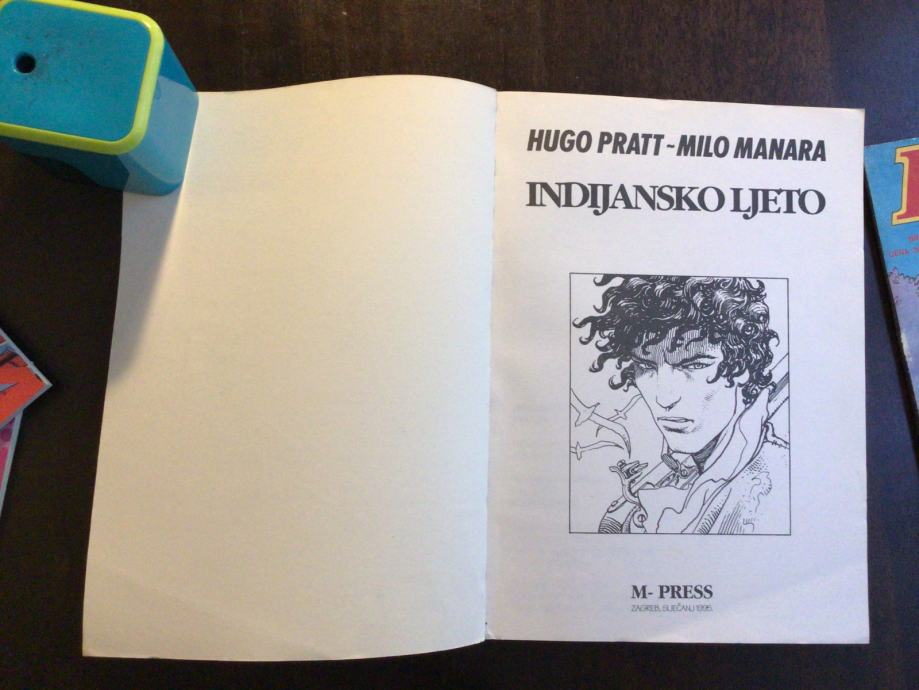 HUGO PRATT~MILO MANARA
INDIJANSKO LJETO
M- PRESS
ZAGREB, SIJEČANJ 1995.